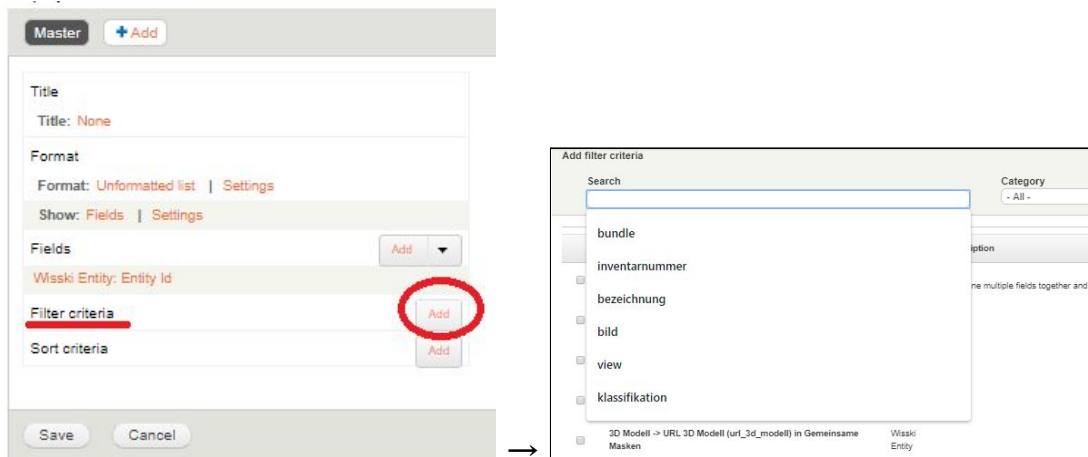 Master
+Add
Title
Title: None
Format
Format: Unformatted list | Settings
Show: Fields | Settings
Fields
Add
Wisski Entity: Entity Id
Filter criteria
Add
Sort criteria
Add
Save Cancel
→
Add filter criteria
Search
Category
- All -
bundle
inventarnummer
bezeichnung
bild
view
klassifikation
iption
ne multiple fields together and
3D Modell -> URL 3D Modell (url_3d_modell) in Gemeinsame
Masken
Wisski
Entity